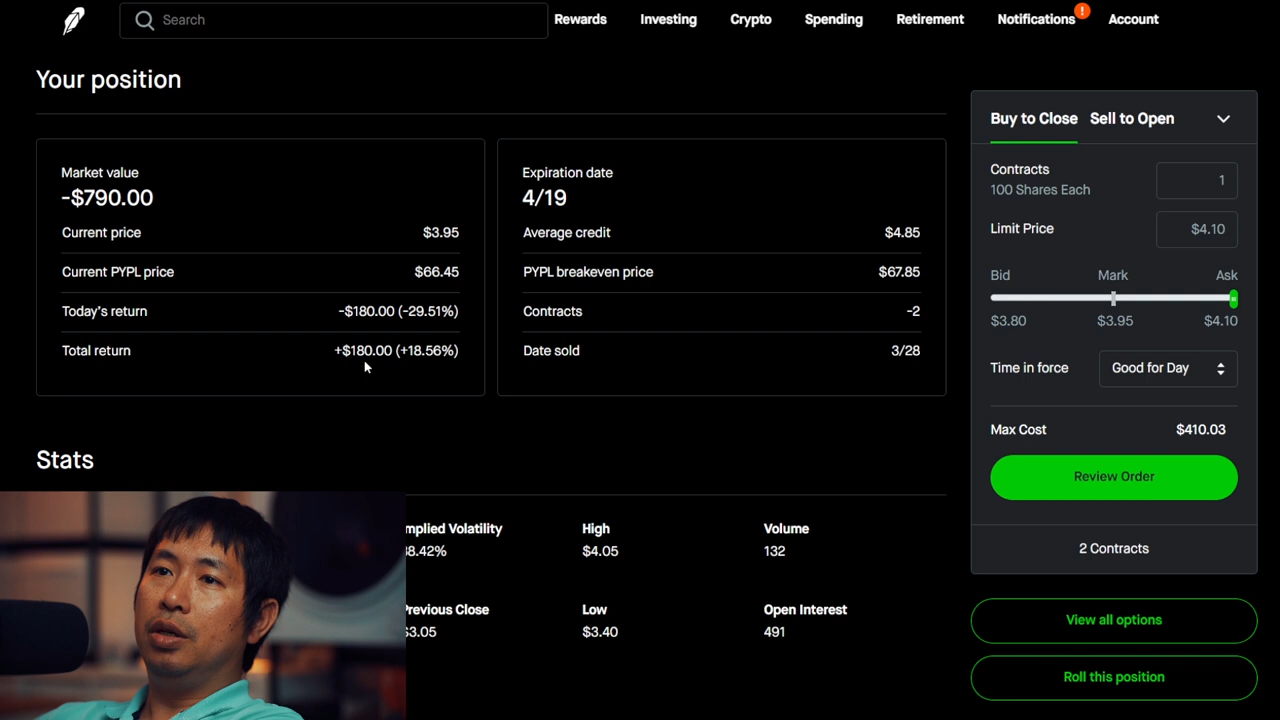 Search
Rewards
Investing
Crypto
Spending
Retirement
Notifications
!
Account
Your position
Market value
-$790.00
Current price $3.95
Current PYPL price $66.45
Today's return -$180.00 (-29.51%)
Total return +$180.00 (+18.56%)
Expiration date
4/19
Average credit $4.85
PYPL breakeven price $67.85
Contracts -2
Date sold 3/28
Buy to Close Sell to Open
Contracts 1
100 Shares Each
Limit Price $4.10
Bid Mark Ask
$3.80 $3.95 $4.10
Time in force Good for Day
Max Cost $410.03
Review Order
2 Contracts
View all options
Roll this position
Stats
Volatility High Volume
$4.05 132
Close Low Open Interest
$3.05 $3.40 491